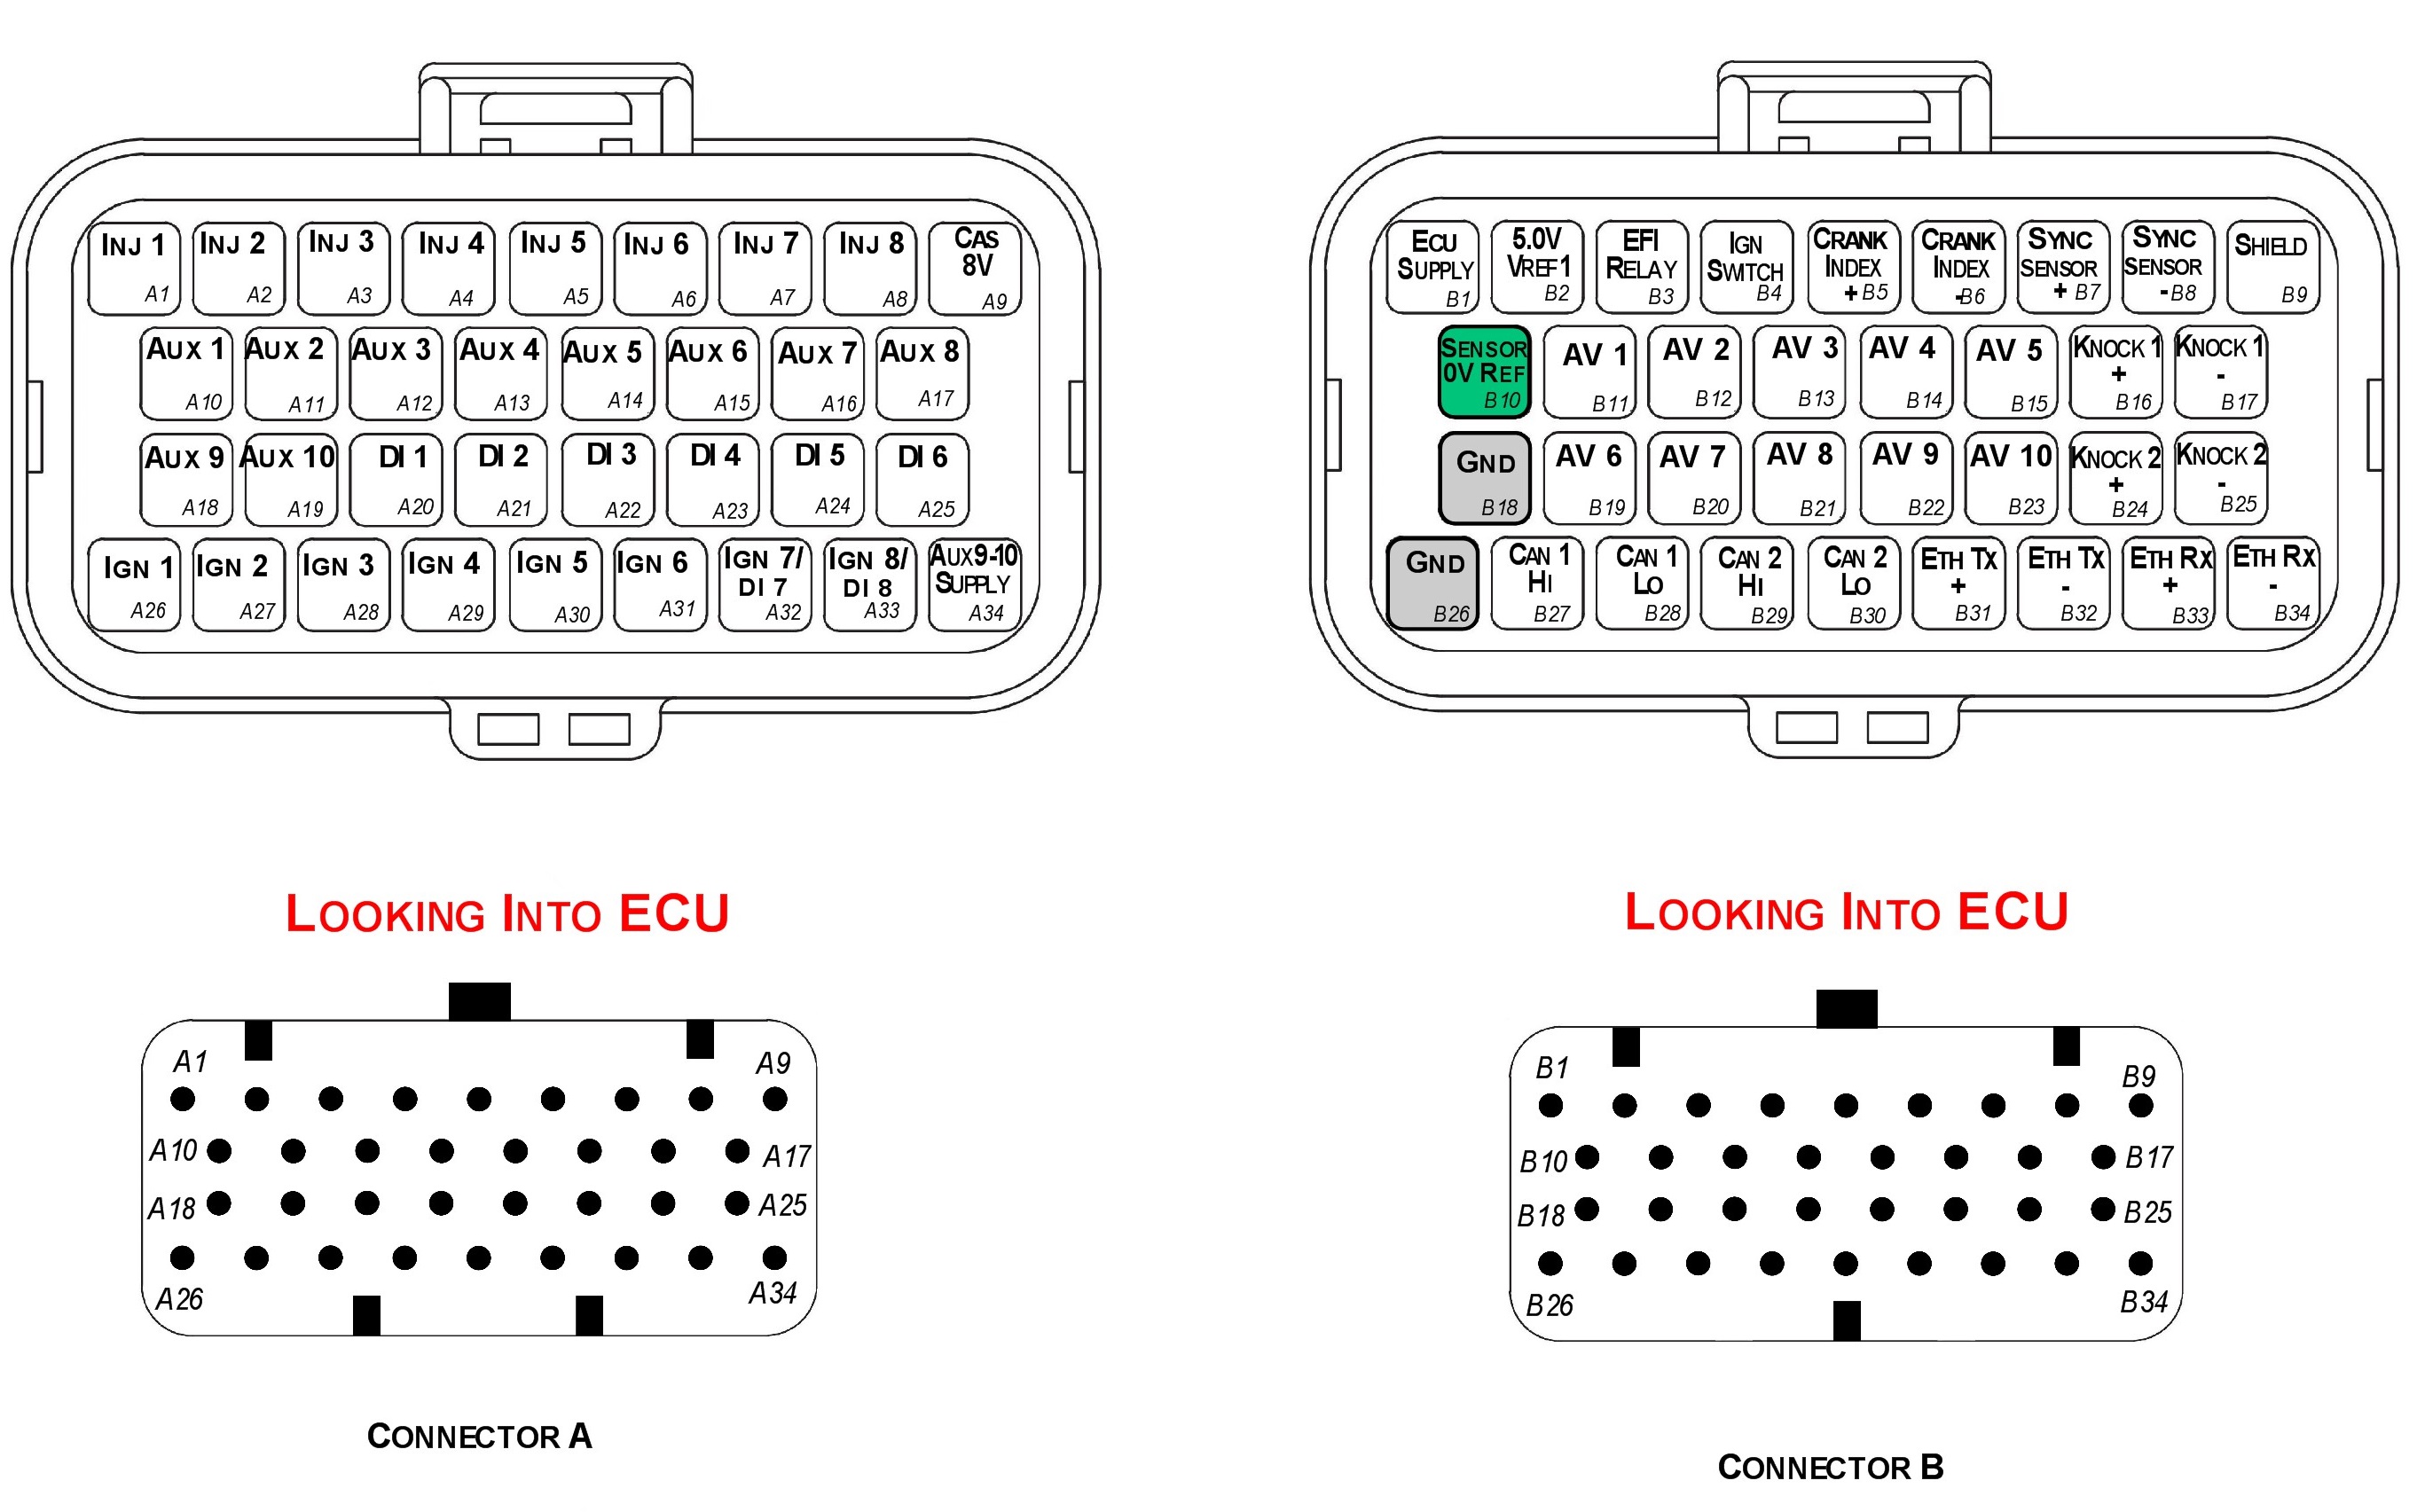 INJ 1
A1
INJ 2
A2
INJ 3
A3
INJ 4
A4
INJ 5
A5
INJ 6
A6
INJ 7
A7
INJ 8
A8
CAS
8V
A9
AUX 1
A10
AUX 2
A11
AUX 3
A12
AUX 4
A13
AUX 5
A14
AUX 6
A15
AUX 7
A16
AUX 8
A17
AUX 9
A18
AUX 10
A19
DI 1
A20
DI 2
A21
DI 3
A22
DI 4
A23
DI 5
A24
DI 6
A25
IGN 1
A26
IGN 2
A27
IGN 3
A28
IGN 4
A29
IGN 5
A30
IGN 6
A31
IGN 7/
DI 7
A32
IGN 8/
DI 8
A33
AUX9-10
SUPPLY
A34
ECU
SUPPLY
B1
5.0V
VREF1
B2
EFI
RELAY
B3
IGN
SWITCH
B4
CRANK
INDEX
+ B5
CRANK
INDEX
- B6
SYNC
SENSOR
+ B7
SYNC
SENSOR
- B8
SHIELD
B9
SENSOR
0V REF
B10
AV 1
B11
AV 2
B12
AV 3
B13
AV 4
B14
AV 5
B15
KNOCK 1
+
B16
KNOCK 1
-
B17
GND
B18
AV 6
B19
AV 7
B20
AV 8
B21
AV 9
B22
AV 10
B23
KNOCK 2
+
B24
KNOCK 2
-
B25
GND
B26
CAN 1
HI
B27
CAN 1
LO
B28
CAN 2
HI
B29
CAN 2
LO
B30
ETH TX
+
B31
ETH TX
-
B32
ETH RX
+
B33
ETH RX
-
B34
LOOKING INTO ECU
LOOKING INTO ECU
A1
A9
A10
A17
A18
A25
A26
A34
CONNECTOR A
B1
B9
B10
B17
B18
B25
B26
B34
CONNECTOR B